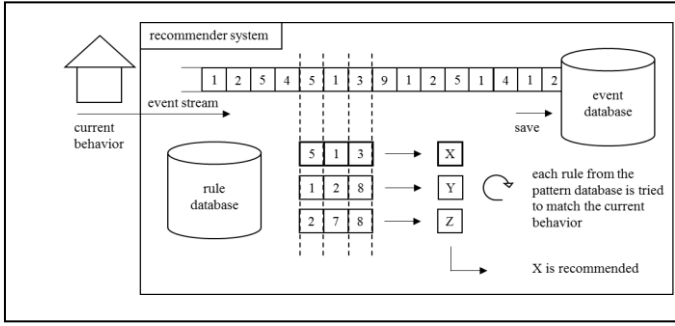 recommender system
1 2 5 4 5 1 3 9 1 2 5 1 4 1 2
event stream
current
behavior
save
event
database
rule
database
5 1 3 X
1 2 8 Y
2 7 8 Z
each rule from the
pattern database is tried
to match the current
behavior
X is recommended